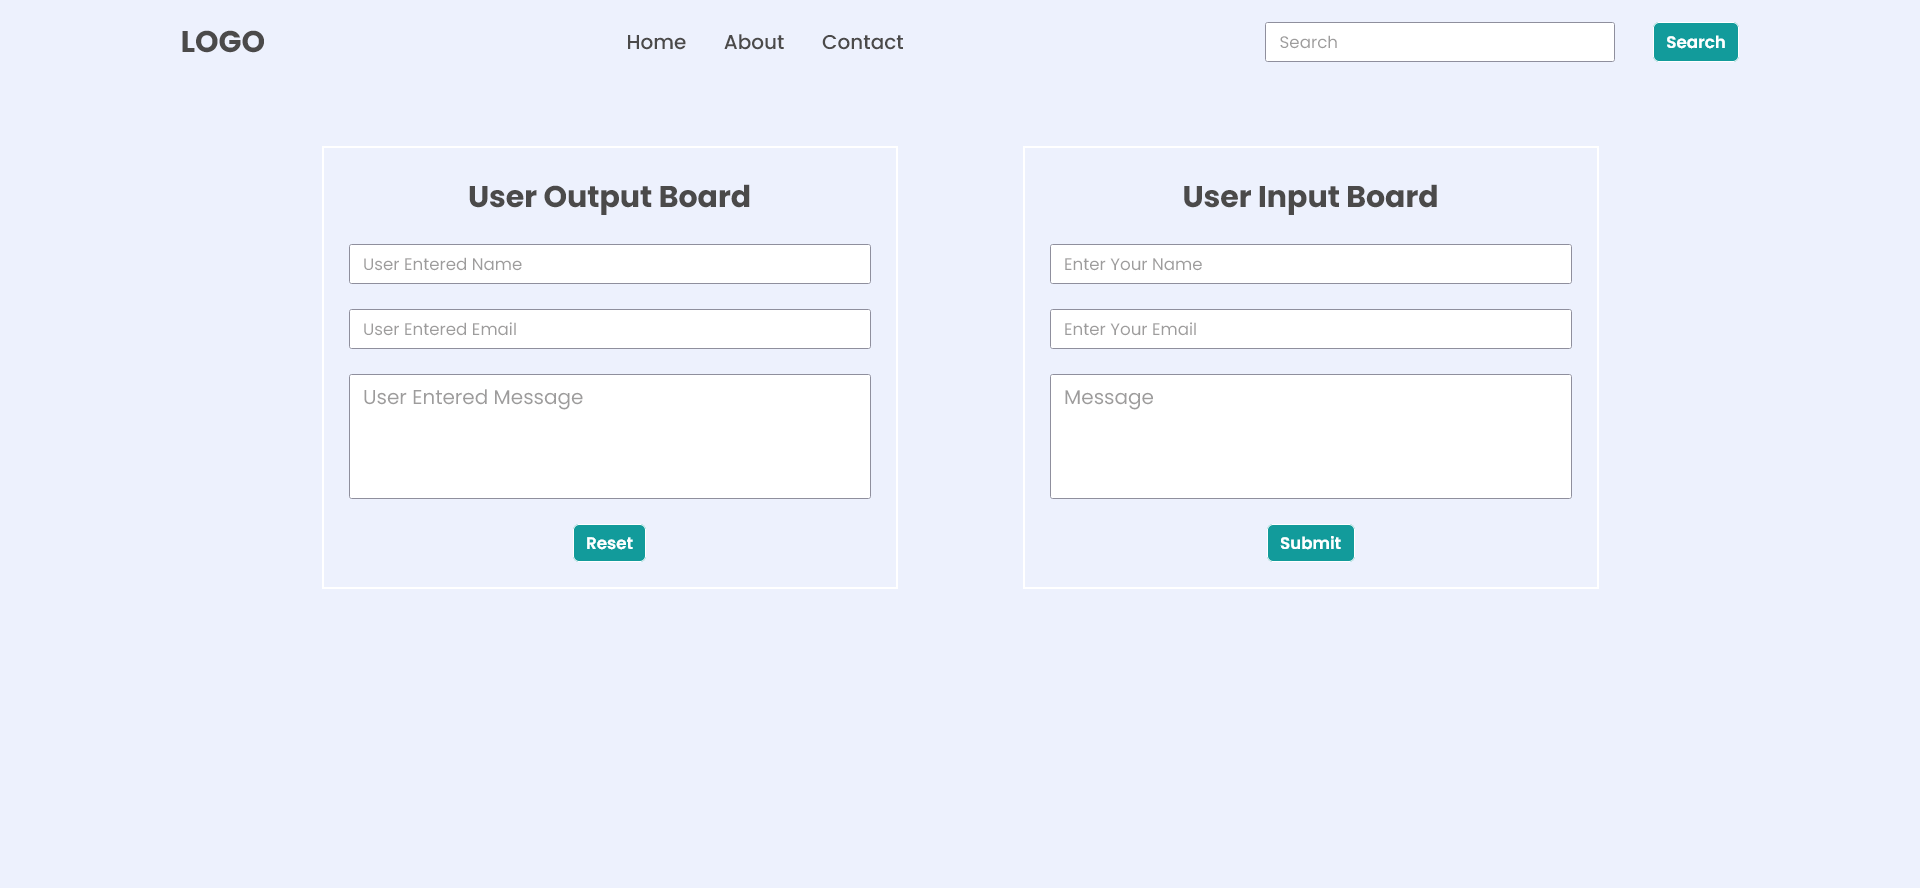 LOGO
Home
About
Contact
Search
Search
User Output Board
User Entered Name
User Entered Email
User Entered Message
Reset
User Input Board
Enter Your Name
Enter Your Email
Message
Submit